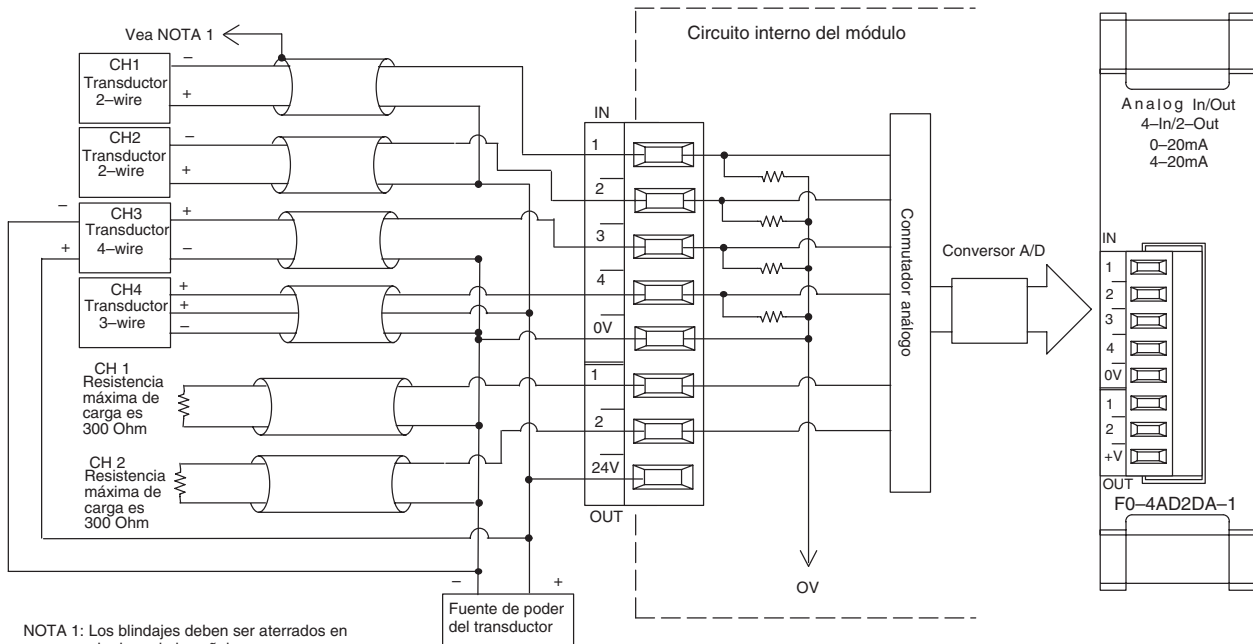 Vea NOTA 1
CH1
Transductor
2–wire
–
+
CH2
Transductor
2–wire
–
+
–
+
CH3
Transductor
4–wire
+
–
CH4
Transductor
3–wire
+
+
–
CH 1
Resistencia
máxima de
carga es
300 Ohm
CH 2
Resistencia
máxima de
carga es
300 Ohm
–
+
Fuente de poder
del transductor
NOTA 1: Los blindajes deben ser aterrados en
IN
1
2
3
4
0V
1
2
24V
OUT
Circuito interno del módulo
Conmutador análogo
Conversor A/D
OV
Analog In/Out
4–In/2–Out
0–20mA
4–20mA
IN
1
2
3
4
0V
1
2
+V
OUT
F0–4AD2DA–1